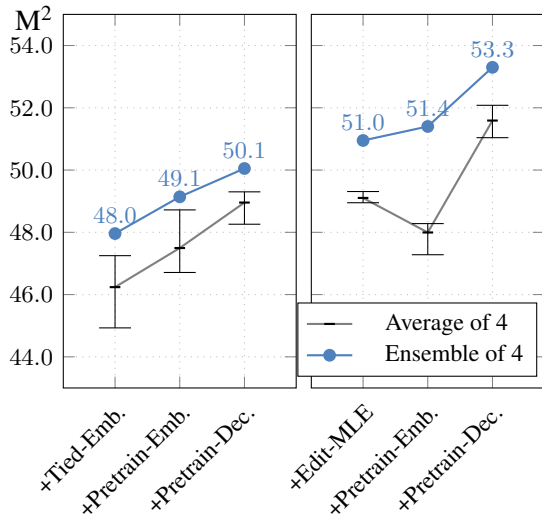 M²
54.0
52.0
50.0
48.0
46.0
44.0
48.0
49.1
50.1
51.0
51.4
53.3
Average of 4
Ensemble of 4
+Tied-Emb.
+Pretrain-Emb.
+Pretrain-Dec.
+Edit-MLE
+Pretrain-Emb.
+Pretrain-Dec.